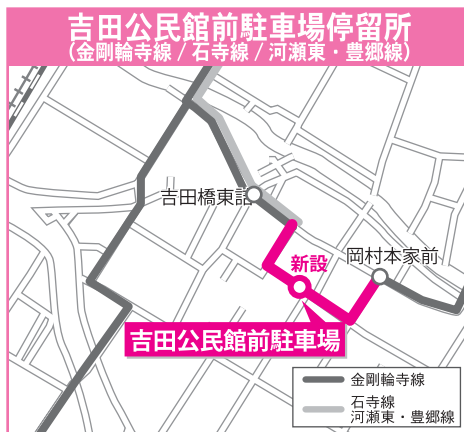 吉田公民館前駐車場停留所
（金剛輪寺線 / 石寺線 / 河瀬東・豊郷線）
吉田橋東詰
岡村本家前
新設
吉田公民館前駐車場
金剛輪寺線
石寺線
河瀬東・豊郷線